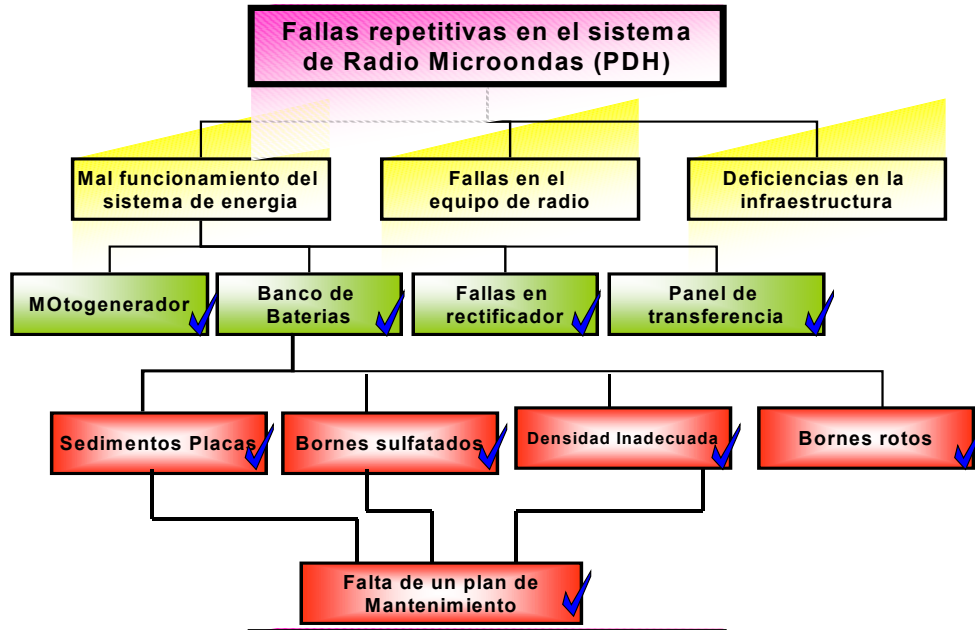 Fallas repetitivas en el sistema
de Radio Microondas (PDH)
Mal funcionamiento del
sistema de energia
Fallas en el
equipo de radio
Deficiencias en la
infraestructura
MOtogenerador
Banco de
Baterias
Fallas en
rectificador
Panel de
transferencia
Sedimentos Placas
Bornes sulfatados
Densidad Inadecuada
Bornes rotos
Falta de un plan de
Mantenimiento